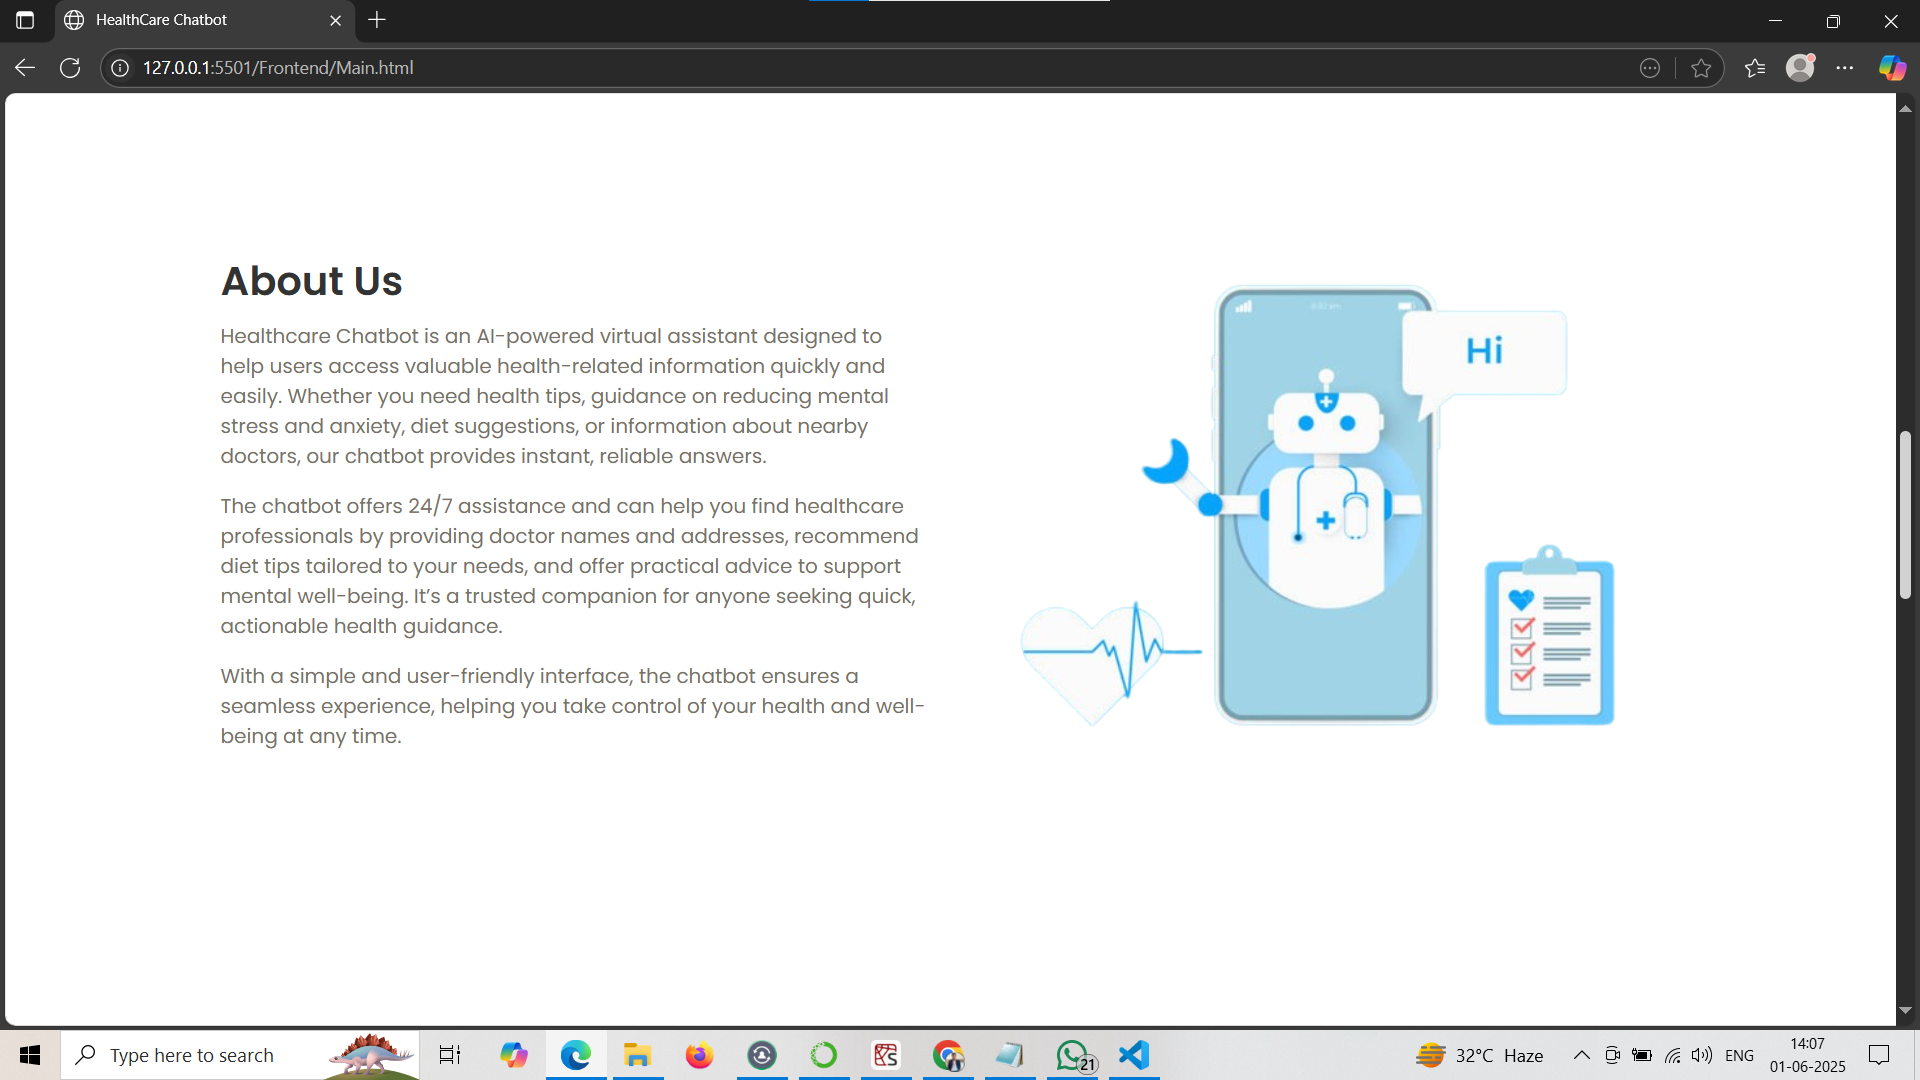 HealthCare Chatbot
127.0.0.1:5501/Frontend/Main.html
About Us
Healthcare Chatbot is an AI-powered virtual assistant designed to
help users access valuable health-related information quickly and
easily. Whether you need health tips, guidance on reducing mental
stress and anxiety, diet suggestions, or information about nearby
doctors, our chatbot provides instant, reliable answers.
The chatbot offers 24/7 assistance and can help you find healthcare
professionals by providing doctor names and addresses, recommend
diet tips tailored to your needs, and offer practical advice to support
mental well-being. It’s a trusted companion for anyone seeking quick,
actionable health guidance.
With a simple and user-friendly interface, the chatbot ensures a
seamless experience, helping you take control of your health and well-
being at any time.
Hi
Type here to search
21
32°C Haze
ENG
14:07
01-06-2025